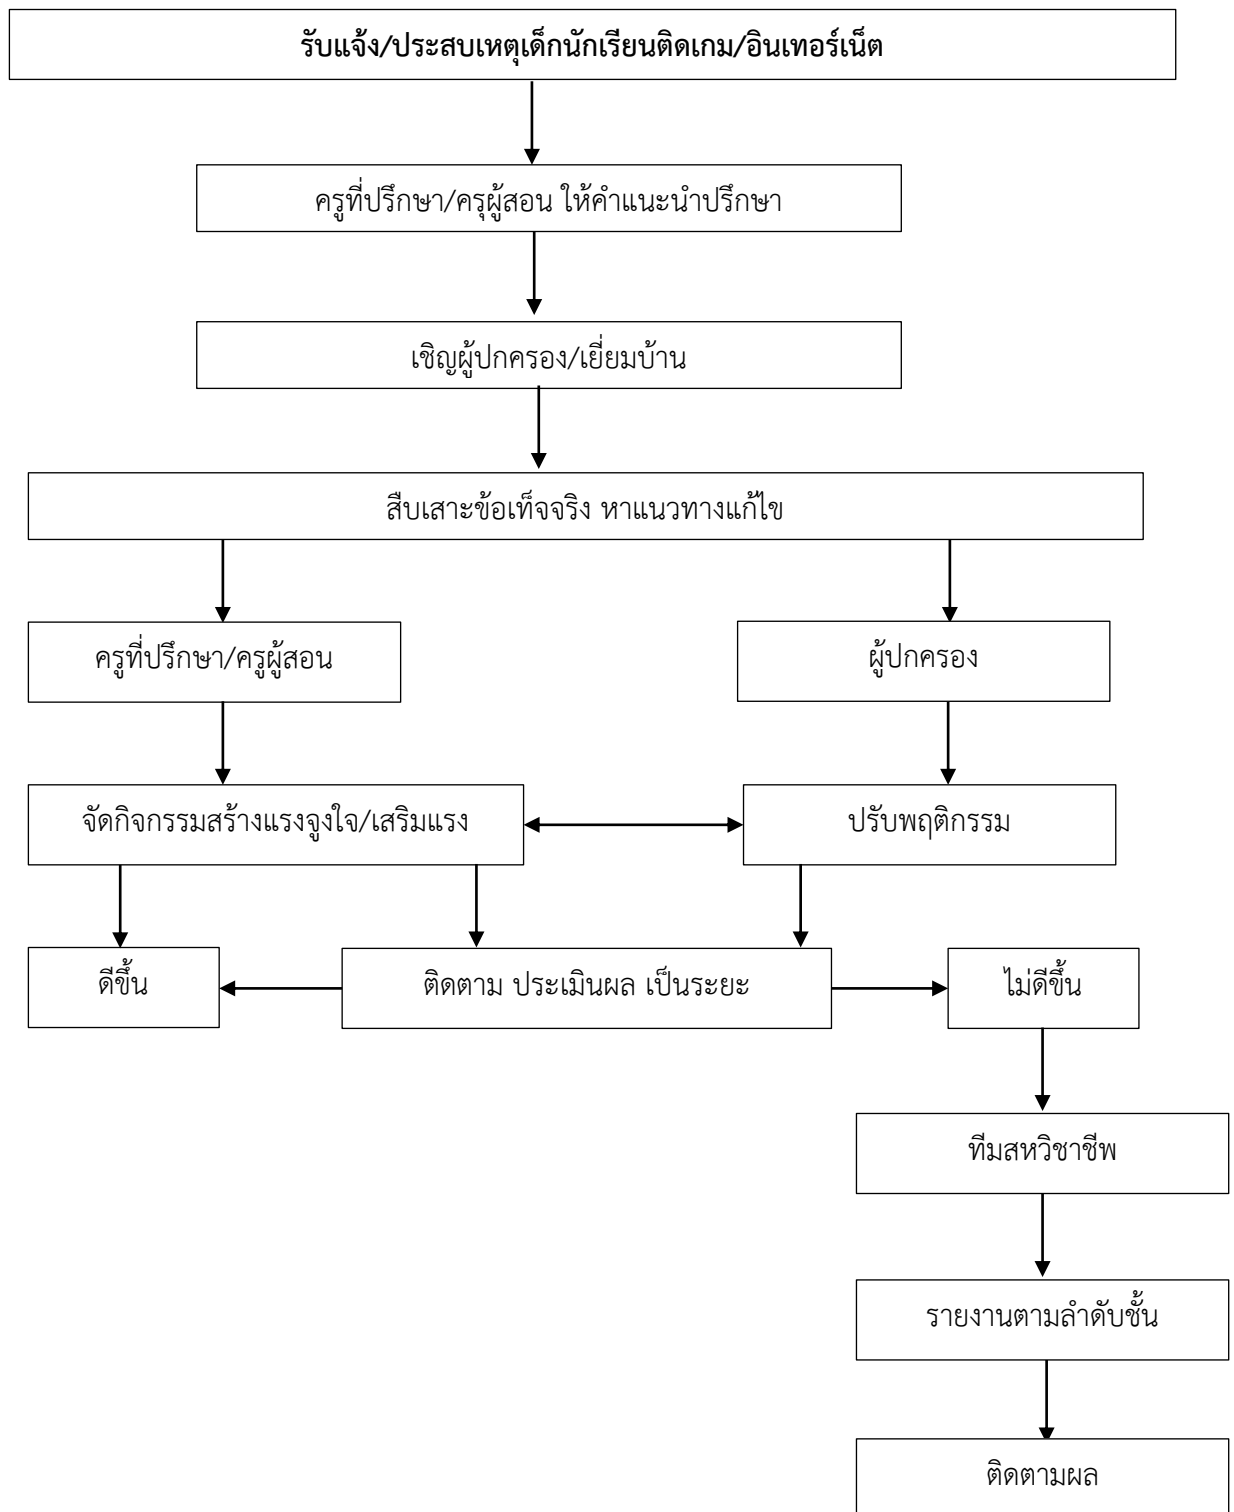 รับแจ้ง/ประสบเหตุเด็กนักเรียนติดเกม/อินเทอร์เน็ต
ครูที่ปรึกษา/ครุผู้สอน ให้คำแนะนำปรึกษา
เชิญผู้ปกครอง/เยี่ยมบ้าน
สืบเสาะข้อเท็จจริง หาแนวทางแก้ไข
ครูที่ปรึกษา/ครูผู้สอน
ผู้ปกครอง
จัดกิจกรรมสร้างแรงจูงใจ/เสริมแรง
ปรับพฤติกรรม
ดีขึ้น
ติดตาม ประเมินผล เป็นระยะ
ไม่ดีขึ้น
ทีมสหวิชาชีพ
รายงานตามลำดับชั้น
ติดตามผล